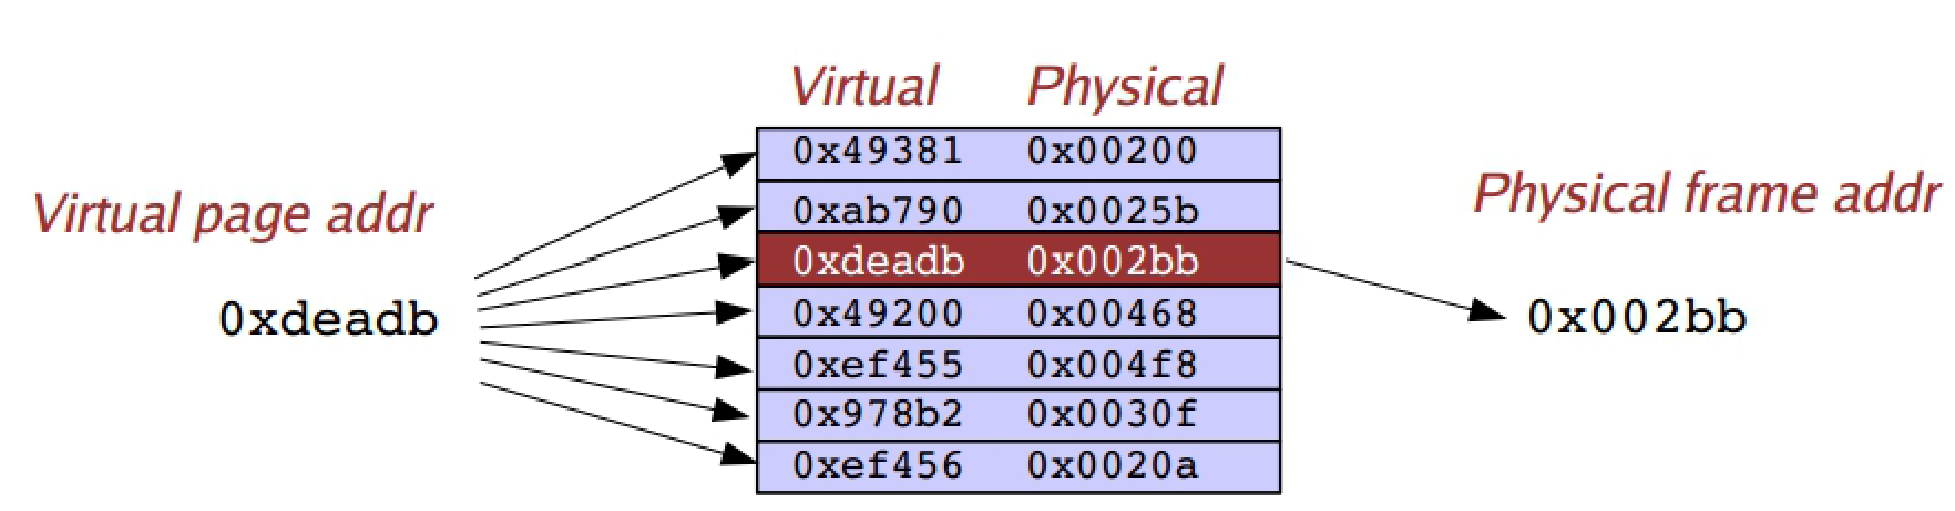 Virtual Physical
0x49381 0x00200
0xab790 0x0025b
0xdeadb 0x002bb
0x49200 0x00468
0xef455 0x004f8
0x978b2 0x0030f
0xef456 0x0020a
Virtual page addr
0xdeadb
Physical frame addr
0x002bb